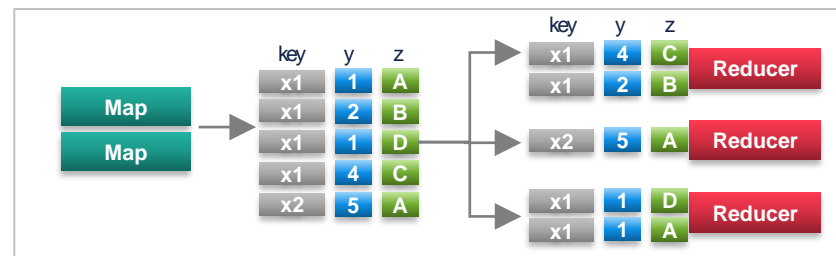 Map
Map
key y z
x1 1 A
x1 2 B
x1 1 D
x1 4 C
x2 5 A
key y z
x1 4 C
x1 2 B
Reducer
x2 5 A
Reducer
x1 1 D
x1 1 A
Reducer